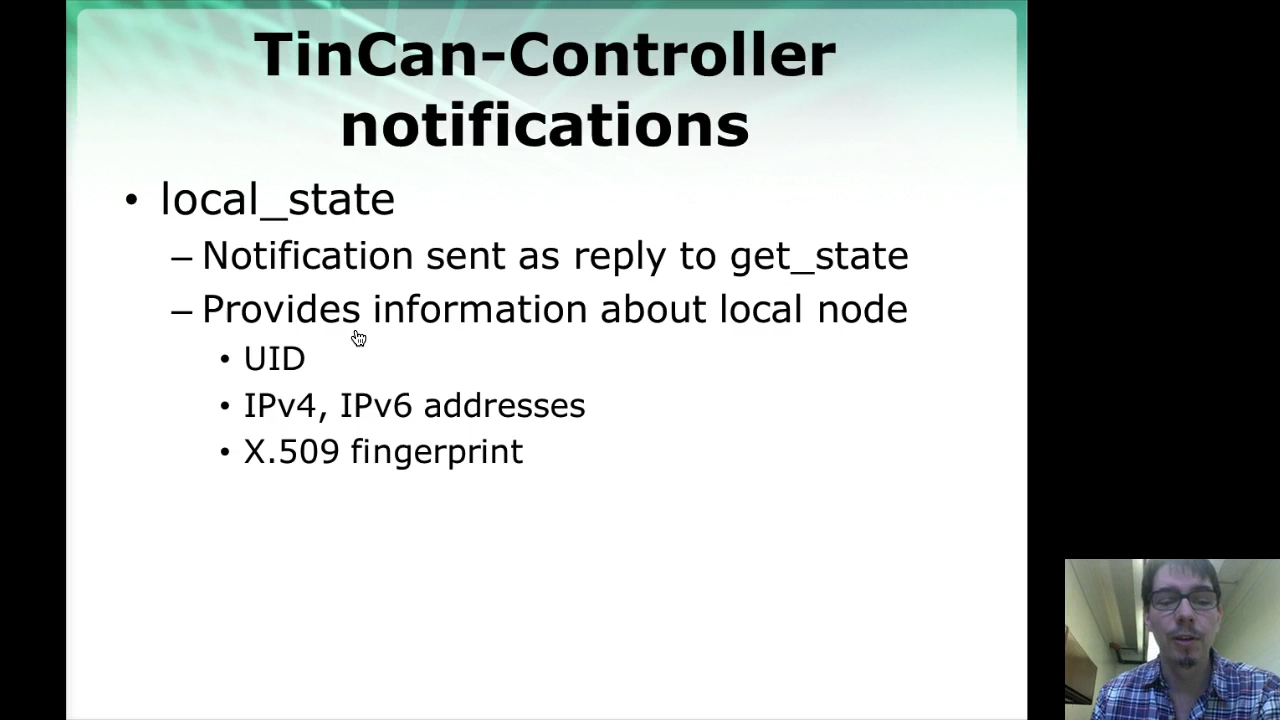 TinCan-Controller
notifications
• local_state
– Notification sent as reply to get_state
– Provides information about local node
• UID
• IPv4, IPv6 addresses
• X.509 fingerprint